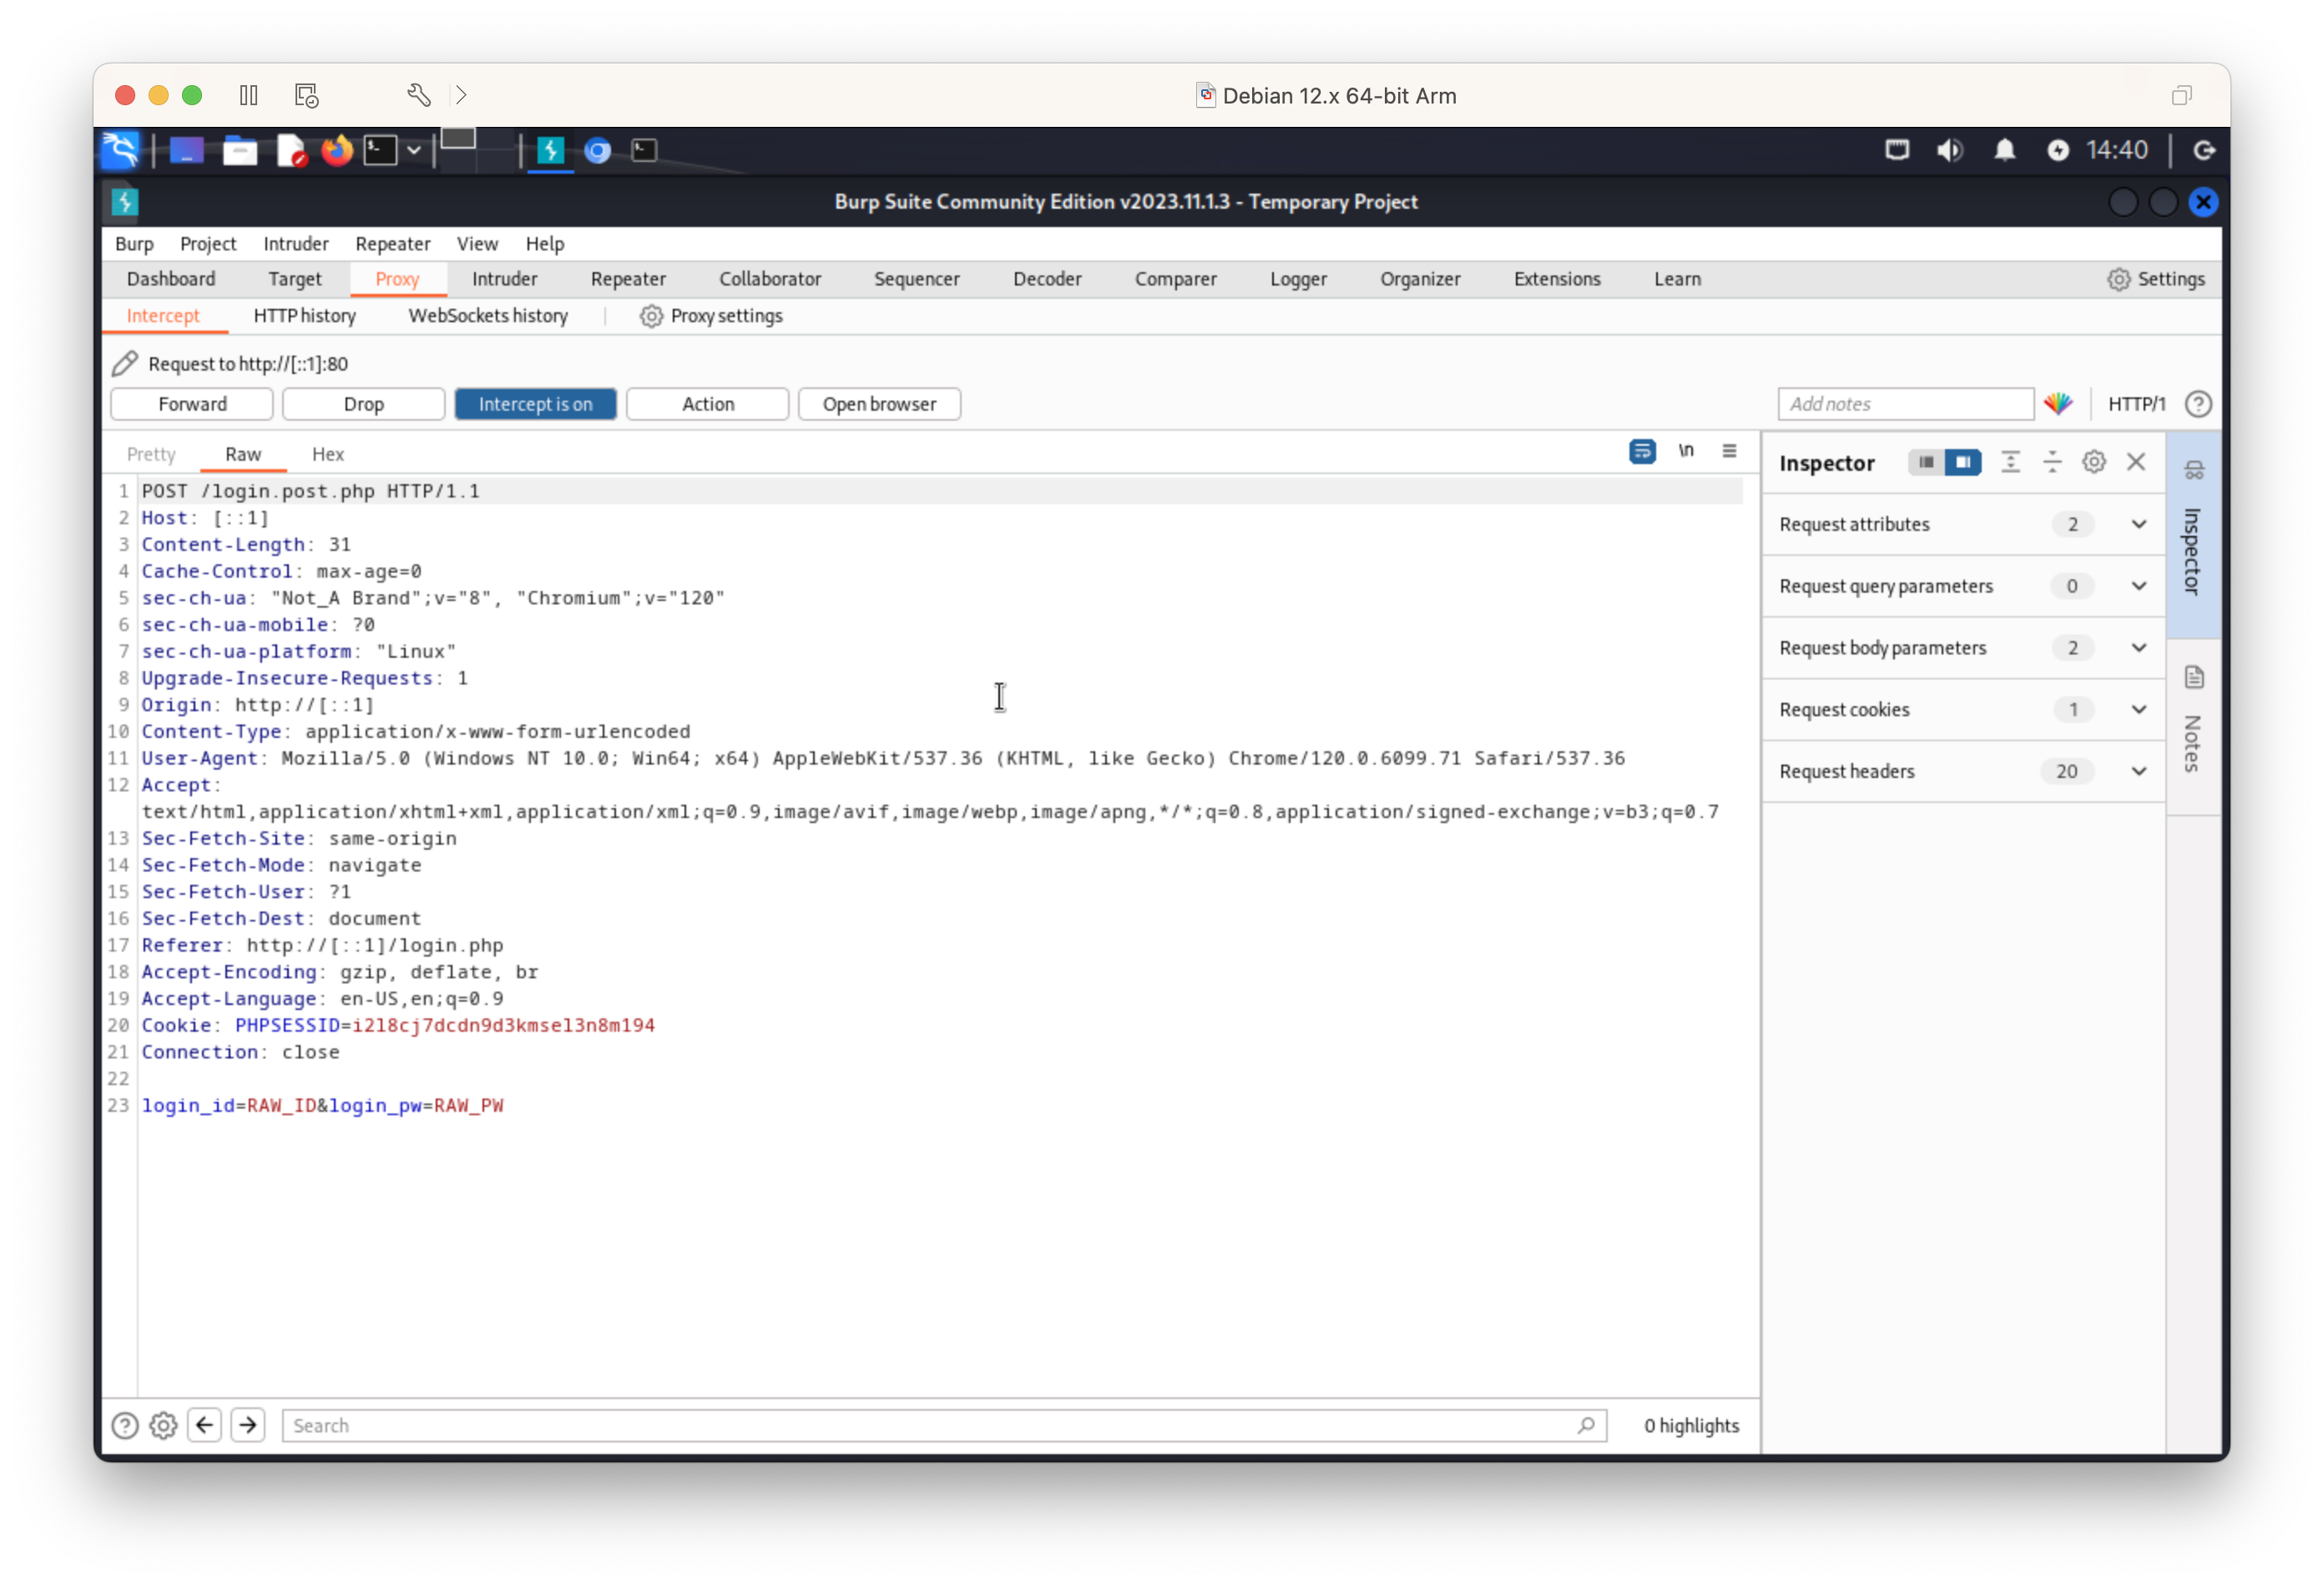 Debian 12.x 64-bit Arm
14:40
Burp Suite Community Edition v2023.11.1.3 - Temporary Project
Burp Project Intruder Repeater View Help
Dashboard Target Proxy Intruder Repeater Collaborator Sequencer Decoder Comparer Logger Organizer Extensions Learn Settings
Intercept HTTP history WebSockets history Proxy settings
Request to http://[::1]:80
Forward Drop Intercept is on Action Open browser Add notes HTTP/1
Pretty Raw Hex \n
Inspector
1 POST /login.post.php HTTP/1.1
2 Host: [::1]
3 Content-Length: 31
4 Cache-Control: max-age=0
5 sec-ch-ua: "Not_A Brand";v="8", "Chromium";v="120"
6 sec-ch-ua-mobile: ?0
7 sec-ch-ua-platform: "Linux"
8 Upgrade-Insecure-Requests: 1
9 Origin: http://[::1]
10 Content-Type: application/x-www-form-urlencoded
11 User-Agent: Mozilla/5.0 (Windows NT 10.0; Win64; x64) AppleWebKit/537.36 (KHTML, like Gecko) Chrome/120.0.6099.71 Safari/537.36
12 Accept:
text/html,application/xhtml+xml,application/xml;q=0.9,image/avif,image/webp,image/apng,*/*;q=0.8,application/signed-exchange;v=b3;q=0.7
13 Sec-Fetch-Site: same-origin
14 Sec-Fetch-Mode: navigate
15 Sec-Fetch-User: ?1
16 Sec-Fetch-Dest: document
17 Referer: http://[::1]/login.php
18 Accept-Encoding: gzip, deflate, br
19 Accept-Language: en-US,en;q=0.9
20 Cookie: PHPSESSID=i2l8cj7dcdn9d3kmsel3n8m194
21 Connection: close
22
23 login_id=RAW_ID&login_pw=RAW_PW
Request attributes 2
Request query parameters 0
Request body parameters 2
Request cookies 1
Request headers 20
Inspector
Notes
Search 0 highlights